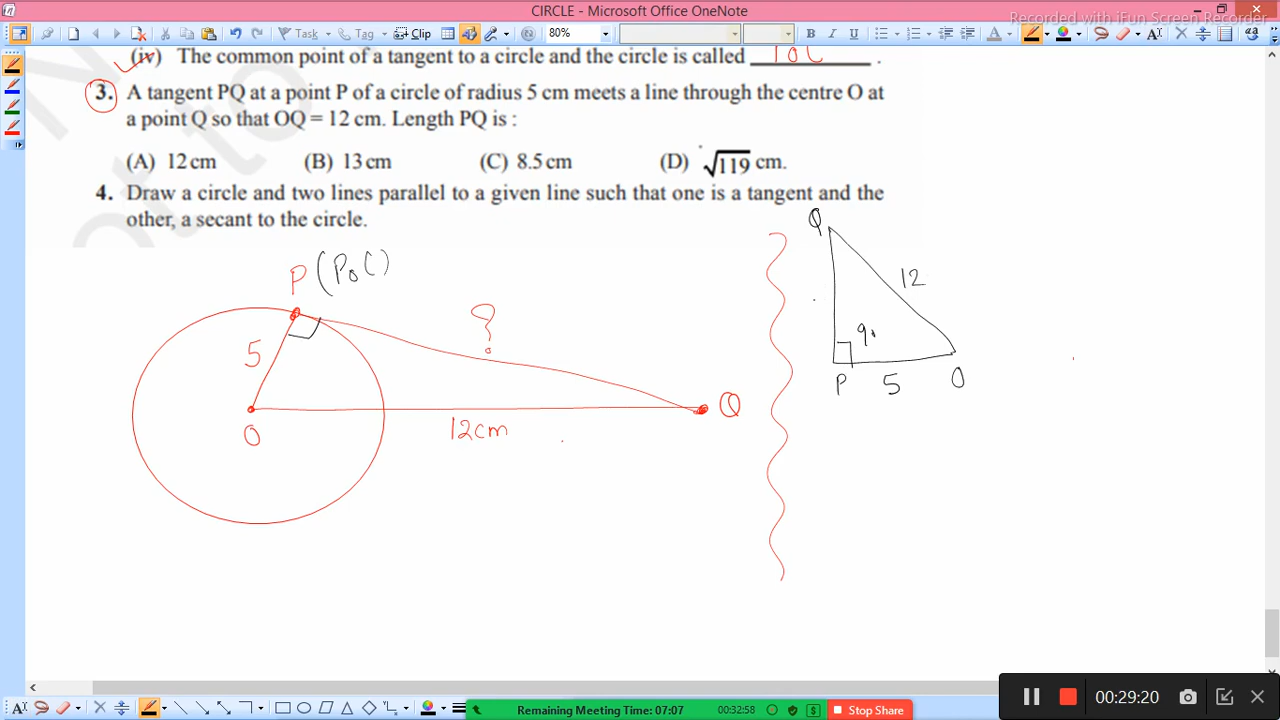 CIRCLE - Microsoft Office OneNote
Recorded with iFun Screen Recorder
Task
Tag
Clip
80%
B I U
(iv) The common point of a tangent to a circle and the circle is called
3. A tangent PQ at a point P of a circle of radius 5 cm meets a line through the centre O at
a point Q so that OQ = 12 cm. Length PQ is :
(A) 12 cm (B) 13 cm (C) 8.5 cm (D) √119 cm.
4. Draw a circle and two lines parallel to a given line such that one is a tangent and the
other, a secant to the circle.
P (PoC)
5
?
O
12cm
Q
Q
12
P 5 O
Remaining Meeting Time: 07:07
00:32:58
Stop Share
00:29:20